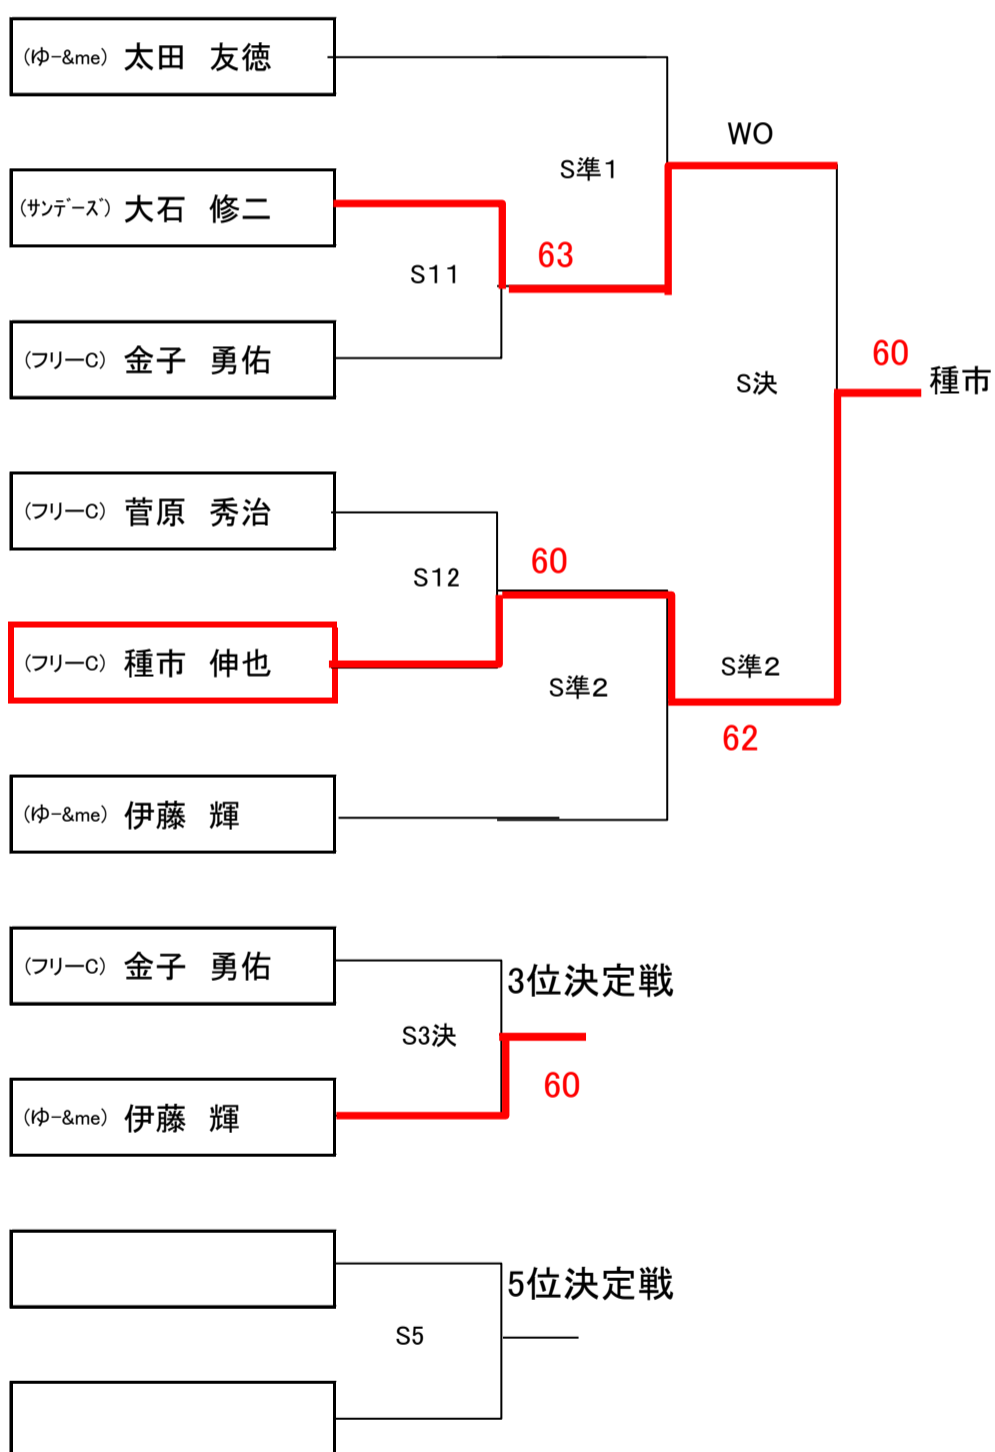 (ゆｰ&me) 太田　友徳
WO
S準1
(ｻﾝﾃﾞｰｽﾞ) 大石　修二
63
S11
(フリーC) 金子　勇佑
60
種市
S決
(フリーC) 菅原　秀治
60
S12
(フリーC) 種市　伸也
S準2
S準2
62
(ゆｰ&me) 伊藤　輝
(フリーC) 金子　勇佑
3位決定戦
S3決
60
(ゆｰ&me) 伊藤　輝
5位決定戦
S5